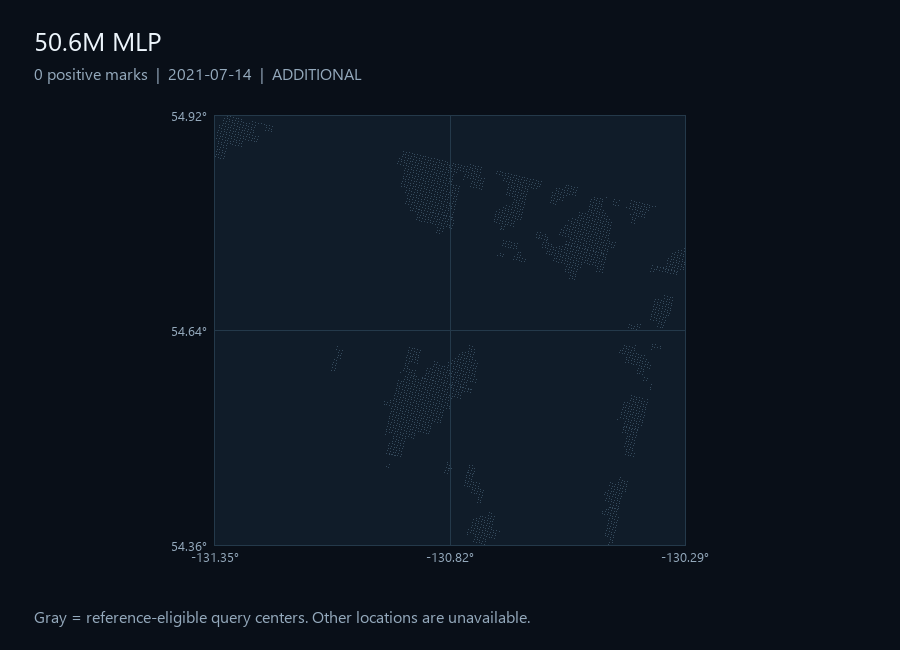 50.6M MLP
0 positive marks | 2021-07-14 | ADDITIONAL
54.92°
54.64°
54.36°
-131.35°
-130.82°
-130.29°
Gray = reference-eligible query centers. Other locations are unavailable.